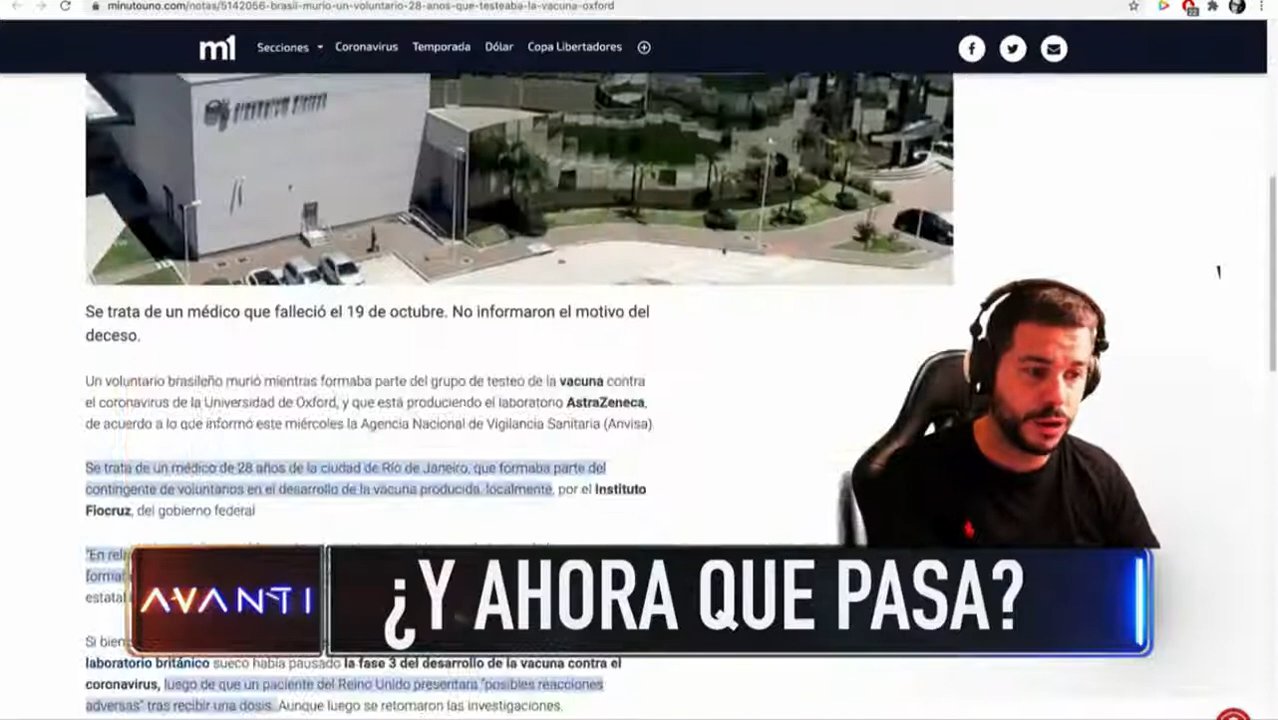 minutouno.com/notas/5142056-brasil-murio-un-voluntario-28-anos-que-testeaba-la-vacuna-oxford
m1 Secciones Coronavirus Temporada Dólar Copa Libertadores
Se trata de un médico que falleció el 19 de octubre. No informaron el motivo del
deceso.
Un voluntario brasileño murió mientras formaba parte del grupo de testeo de la vacuna contra
el coronavirus de la Universidad de Oxford, y que está produciendo el laboratorio AstraZeneca,
de acuerdo a lo que informó este miércoles la Agencia Nacional de Vigilancia Sanitaria (Anvisa)
Se trata de un médico de 28 años de la ciudad de Río de Janeiro, que formaba parte del
contingente de voluntarios en el desarrollo de la vacuna producida, localmente, por el Instituto
Fiocruz, del gobierno federal
"En rel
format
estatal
AVANTI
¿Y AHORA QUE PASA?
Si bien
laboratorio británico sueco había pausado la fase 3 del desarrollo de la vacuna contra el
coronavirus, luego de que un paciente del Reino Unido presentara "posibles reacciones
adversas" tras recibir una dosis. Aunque luego se retomaron las investigaciones.